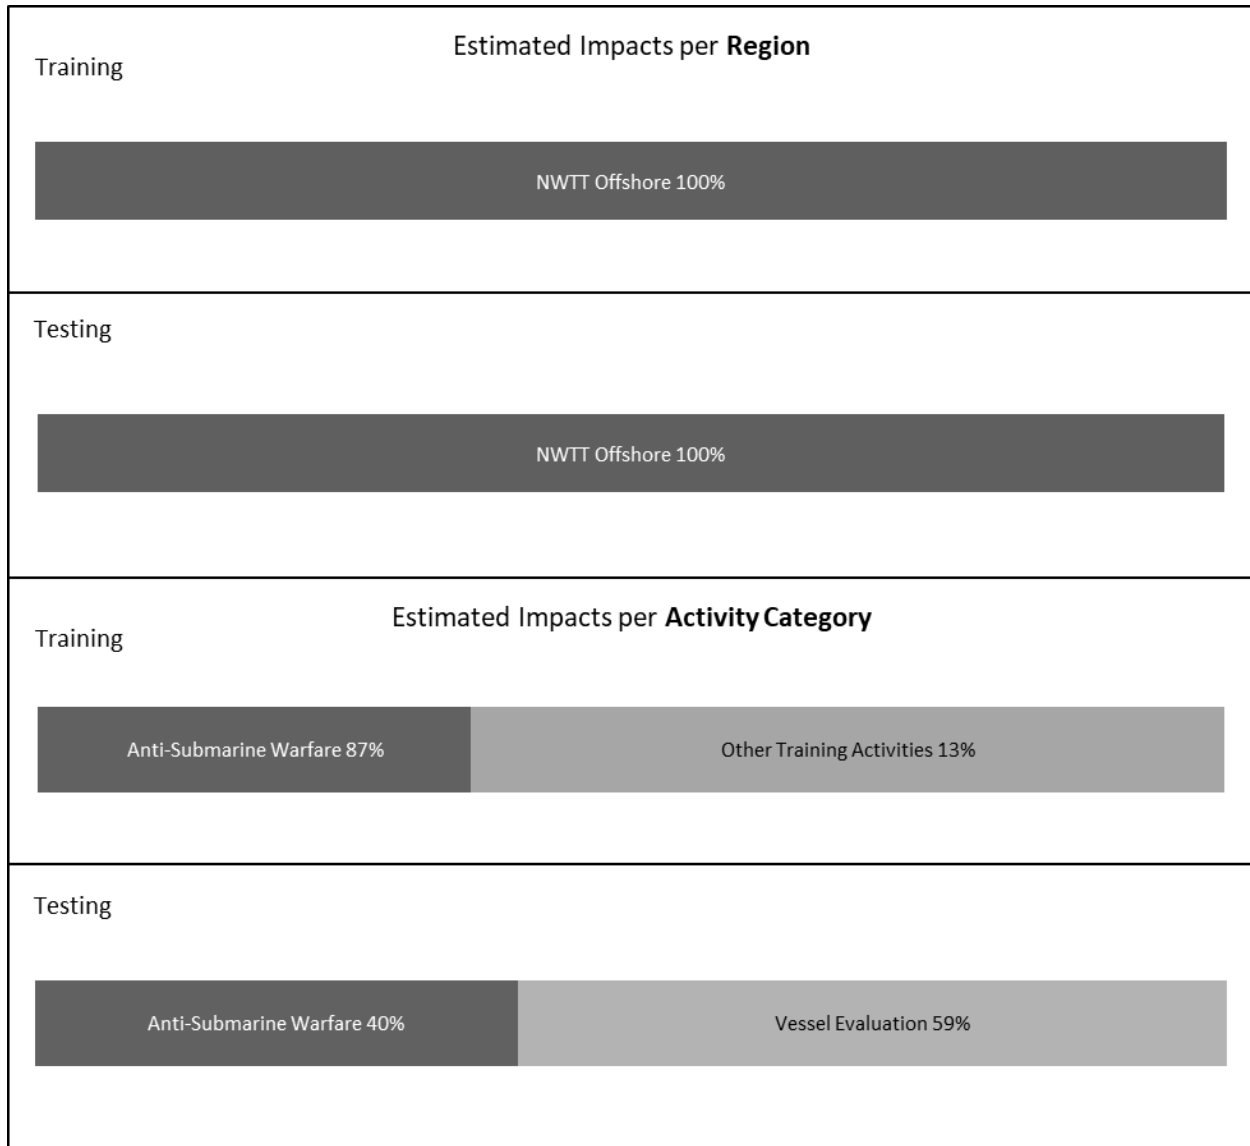 Estimated Impacts per Region
Training
NWTT Offshore 100%
Testing
NWTT Offshore 100%
Estimated Impacts per Activity Category
Training
Anti-Submarine Warfare 87%
Other Training Activities 13%
Testing
Anti-Submarine Warfare 40%
Vessel Evaluation 59%